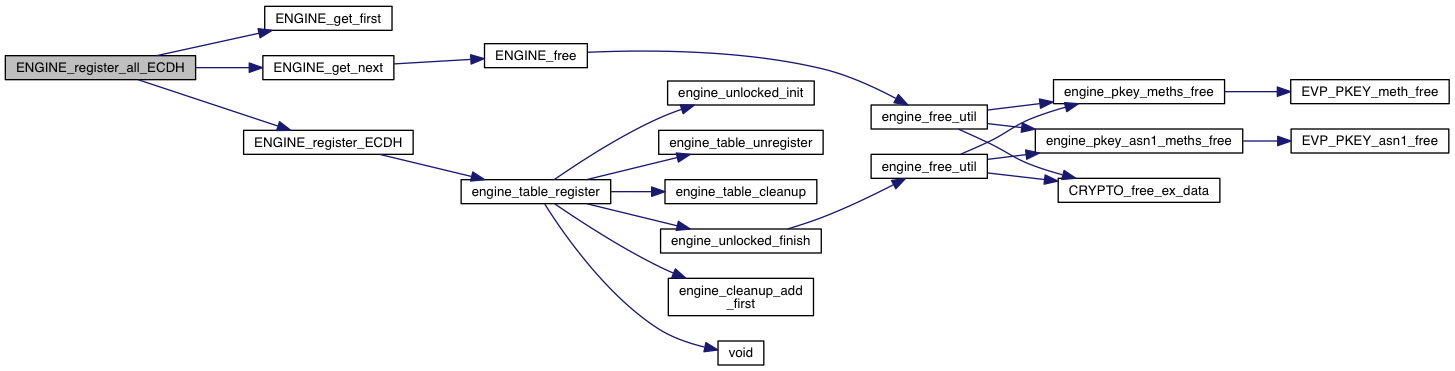 ENGINE_get_first
ENGINE_register_all_ECDH
ENGINE_get_next
ENGINE_free
ENGINE_register_ECDH
engine_table_register
engine_unlocked_init
engine_table_unregister
engine_table_cleanup
engine_unlocked_finish
engine_cleanup_add
_first
void
engine_free_util
engine_free_util
engine_pkey_meths_free
engine_pkey_asn1_meths_free
CRYPTO_free_ex_data
EVP_PKEY_meth_free
EVP_PKEY_asn1_free